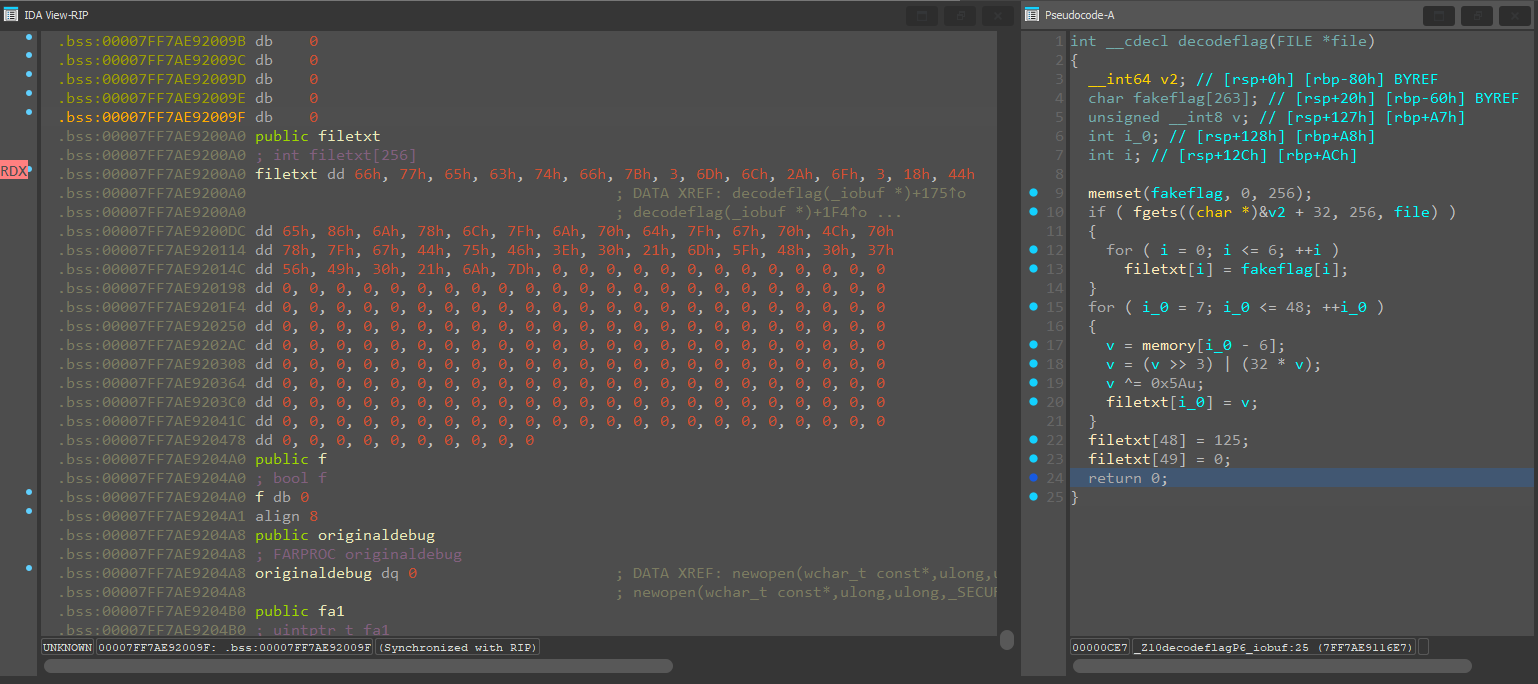 IDA View-RIP
.bss:00007FF7AE92009B db    0
.bss:00007FF7AE92009C db    0
.bss:00007FF7AE92009D db    0
.bss:00007FF7AE92009E db    0
.bss:00007FF7AE92009F db    0
.bss:00007FF7AE9200A0 public filetxt
.bss:00007FF7AE9200A0 ; int filetxt[256]
RDX
.bss:00007FF7AE9200A0 filetxt dd 66h, 77h, 65h, 63h, 74h, 66h, 7Bh, 3, 6Dh, 6Ch, 2Ah, 6Fh, 3, 18h, 44h
.bss:00007FF7AE9200A0 ; DATA XREF: decodeflag(_iobuf *)+175↑o
.bss:00007FF7AE9200A0 ; decodeflag(_iobuf *)+1F4↑o ...
.bss:00007FF7AE9200DC dd 65h, 86h, 6Ah, 78h, 6Ch, 7Fh, 6Ah, 70h, 64h, 7Fh, 67h, 70h, 4Ch, 70h
.bss:00007FF7AE920114 dd 78h, 7Fh, 67h, 44h, 75h, 46h, 3Eh, 30h, 21h, 6Dh, 5Fh, 48h, 30h, 37h
.bss:00007FF7AE92014C dd 56h, 49h, 30h, 21h, 6Ah, 7Dh, 0, 0, 0, 0, 0, 0, 0, 0, 0, 0, 0, 0, 0
.bss:00007FF7AE920198 dd 0, 0, 0, 0, 0, 0, 0, 0, 0, 0, 0, 0, 0, 0, 0, 0, 0, 0, 0, 0, 0, 0, 0
.bss:00007FF7AE9201F4 dd 0, 0, 0, 0, 0, 0, 0, 0, 0, 0, 0, 0, 0, 0, 0, 0, 0, 0, 0, 0, 0, 0, 0
.bss:00007FF7AE920250 dd 0, 0, 0, 0, 0, 0, 0, 0, 0, 0, 0, 0, 0, 0, 0, 0, 0, 0, 0, 0, 0, 0, 0
.bss:00007FF7AE9202AC dd 0, 0, 0, 0, 0, 0, 0, 0, 0, 0, 0, 0, 0, 0, 0, 0, 0, 0, 0, 0, 0, 0, 0
.bss:00007FF7AE920308 dd 0, 0, 0, 0, 0, 0, 0, 0, 0, 0, 0, 0, 0, 0, 0, 0, 0, 0, 0, 0, 0, 0, 0
.bss:00007FF7AE920364 dd 0, 0, 0, 0, 0, 0, 0, 0, 0, 0, 0, 0, 0, 0, 0, 0, 0, 0, 0, 0, 0, 0, 0
.bss:00007FF7AE9203C0 dd 0, 0, 0, 0, 0, 0, 0, 0, 0, 0, 0, 0, 0, 0, 0, 0, 0, 0, 0, 0, 0, 0, 0
.bss:00007FF7AE92041C dd 0, 0, 0, 0, 0, 0, 0, 0, 0, 0, 0, 0, 0, 0, 0, 0, 0, 0, 0, 0, 0, 0, 0
.bss:00007FF7AE920478 dd 0, 0, 0, 0, 0, 0, 0, 0, 0, 0
.bss:00007FF7AE9204A0 public f
.bss:00007FF7AE9204A0 ; bool f
.bss:00007FF7AE9204A0 f db 0
.bss:00007FF7AE9204A1 align 8
.bss:00007FF7AE9204A8 public originaldebug
.bss:00007FF7AE9204A8 ; FARPROC originaldebug
.bss:00007FF7AE9204A8 originaldebug dq 0 ; DATA XREF: newopen(wchar_t const*,ulong,u
.bss:00007FF7AE9204A8 ; newopen(wchar_t const*,ulong,ulong,_SECUR
.bss:00007FF7AE9204B0 public fa1
.bss:00007FF7AE9204B0 ; uintptr_t fa1
UNKNOWN 00007FF7AE92009F: .bss:00007FF7AE92009F (Synchronized with RIP)
Pseudocode-A
1 int __cdecl decodeflag(FILE *file)
2 {
3   __int64 v2; // [rsp+0h] [rbp-80h] BYREF
4   char fakeflag[263]; // [rsp+20h] [rbp-60h] BYREF
5   unsigned __int8 v; // [rsp+127h] [rbp+A7h]
6   int i_0; // [rsp+128h] [rbp+A8h]
7   int i; // [rsp+12Ch] [rbp+ACh]
8
9   memset(fakeflag, 0, 256);
10   if ( fgets((char *)&v2 + 32, 256, file) )
11   {
12     for ( i = 0; i <= 6; ++i )
13       filetxt[i] = fakeflag[i];
14   }
15   for ( i_0 = 7; i_0 <= 48; ++i_0 )
16   {
17     v = memory[i_0 - 6];
18     v = (v >> 3) | (32 * v);
19     v ^= 0x5Au;
20     filetxt[i_0] = v;
21   }
22   filetxt[48] = 125;
23   filetxt[49] = 0;
24   return 0;
25 }
00000CE7 _Z10decodeflagP6_iobuf:25 (7FF7AE9116E7)